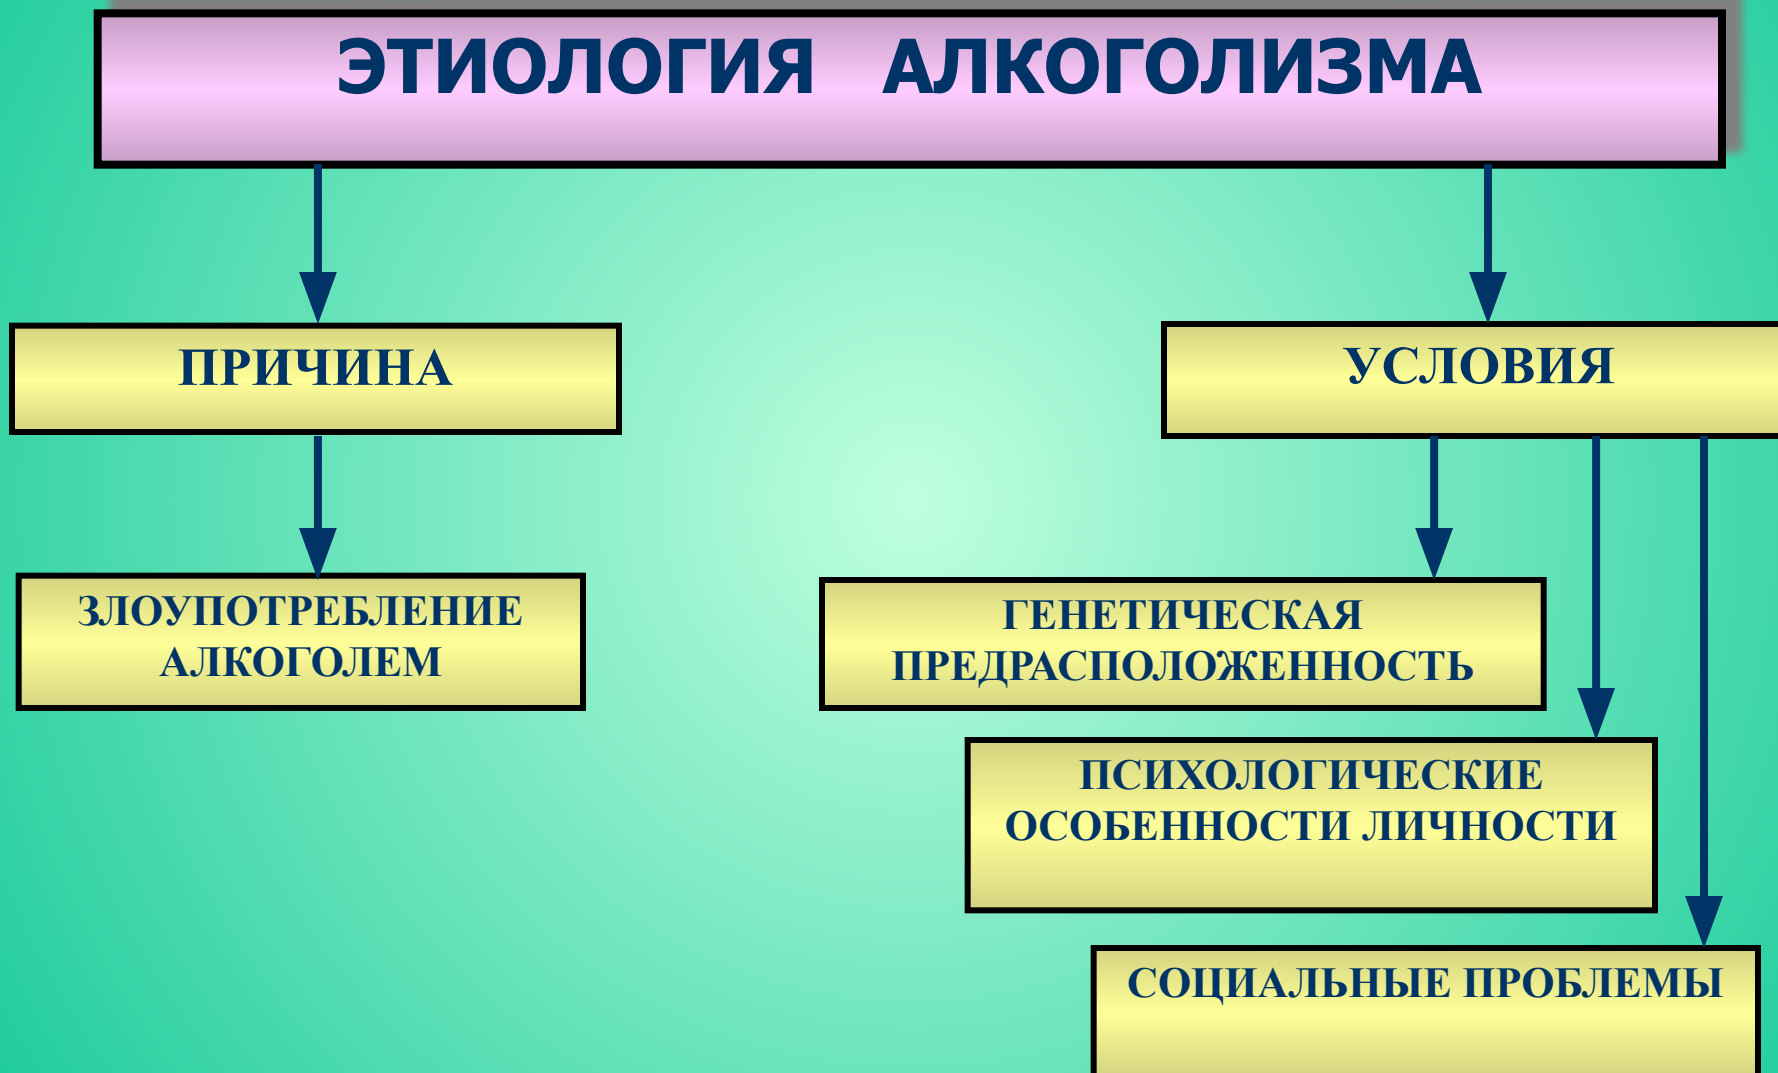 ЭТИОЛОГИЯ АЛКОГОЛИЗМА
ПРИЧИНА
УСЛОВИЯ
ЗЛОУПОТРЕБЛЕНИЕ
АЛКОГОЛЕМ
ГЕНЕТИЧЕСКАЯ
ПРЕДРАСПОЛОЖЕННОСТЬ
ПСИХОЛОГИЧЕСКИЕ
ОСОБЕННОСТИ ЛИЧНОСТИ
СОЦИАЛЬНЫЕ ПРОБЛЕМЫ